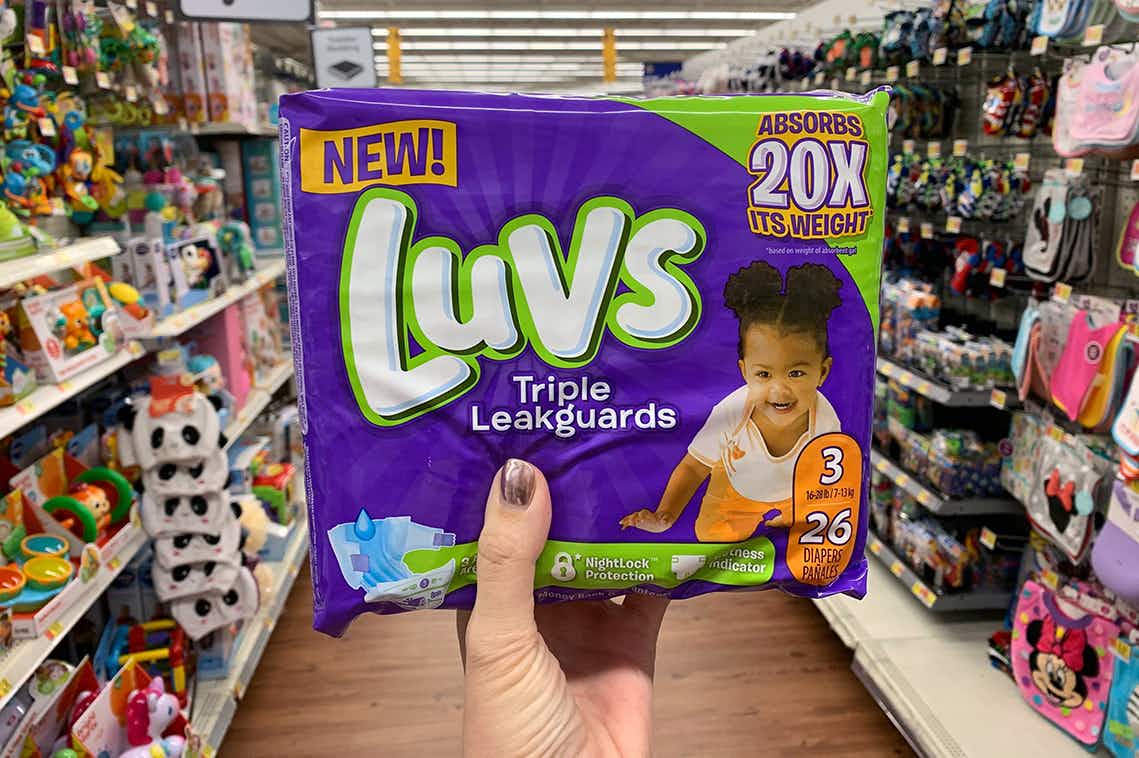 NEW!
Luvs
Triple
Leakguards
ABSORBS
20X
ITS WEIGHT*
*based on weight of absorbent gel
3
16-28 lb / 7-13 kg
26
DIAPERS
PAÑALES
NightLock™
Protection
Indicator